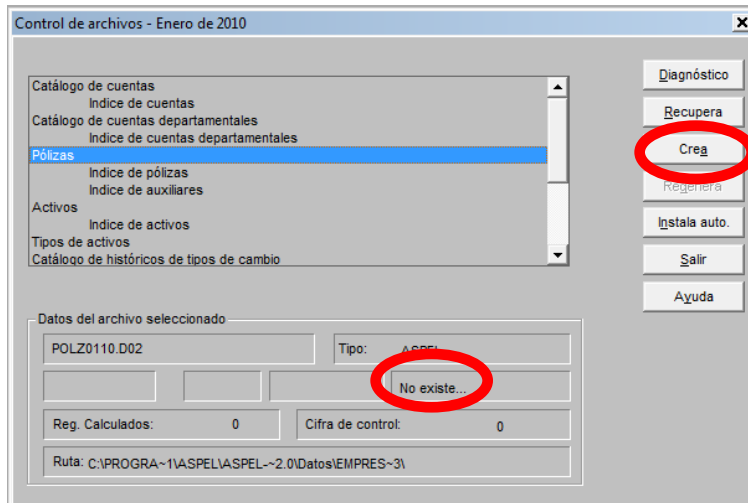 Control de archivos - Enero de 2010
Catálogo de cuentas
Indice de cuentas
Catálogo de cuentas departamentales
Indice de cuentas departamentales
Pólizas
Indice de pólizas
Indice de auxiliares
Activos
Indice de activos
Tipos de activos
Catálogo de históricos de tipos de cambio
Diagnóstico
Recupera
Crea
Regenera
Instala auto.
Salir
Ayuda
Datos del archivo seleccionado
POLZ0110.D02 Tipo: ASPEL
No existe...
Reg. Calculados: 0 Cifra de control: 0
Ruta: C:\PROGRA~1\ASPEL\ASPEL-~2.0\Datos\EMPRES~3\